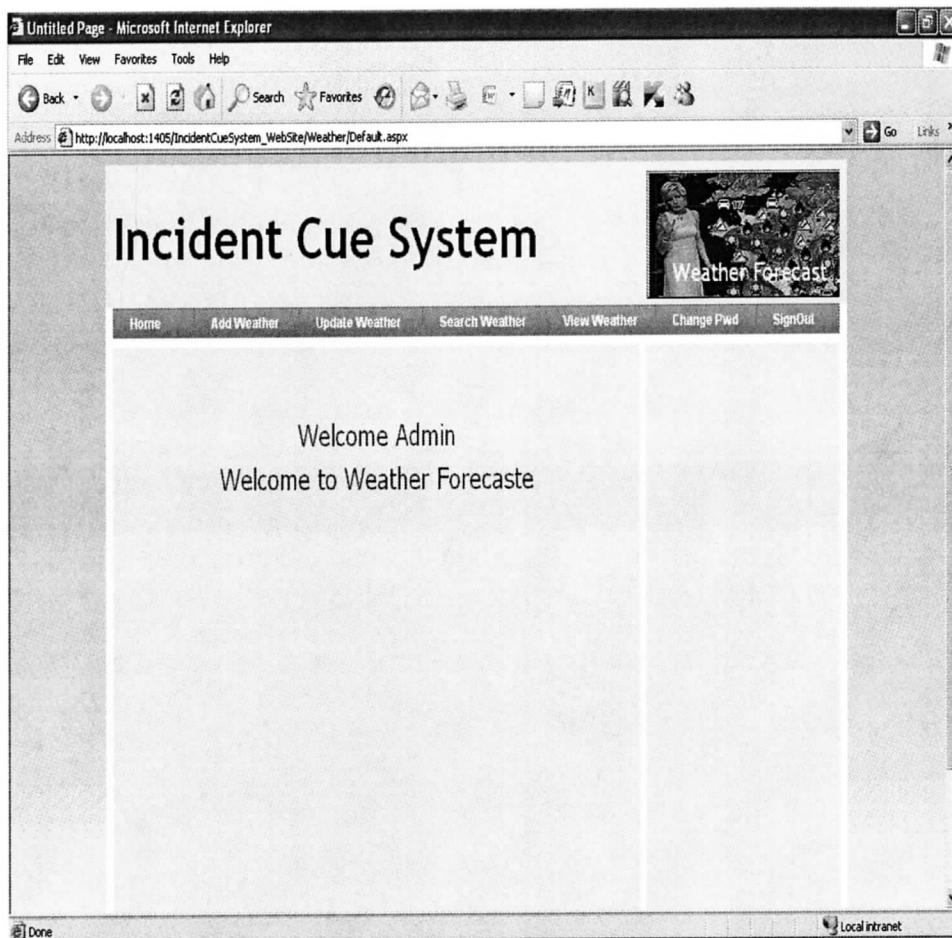 Untitled Page - Microsoft Internet Explorer
File Edit View Favorites Tools Help
Back Search Favorites
Address http://localhost:1405/IncidentCueSystem_WebSite/Weather/Default.aspx Go Links
Incident Cue System
17
Weather Forecast
Home Add Weather Update Weather Search Weather View Weather Change Pwd SignOut
Welcome Admin
Welcome to Weather Forecaste
Done Local intranet